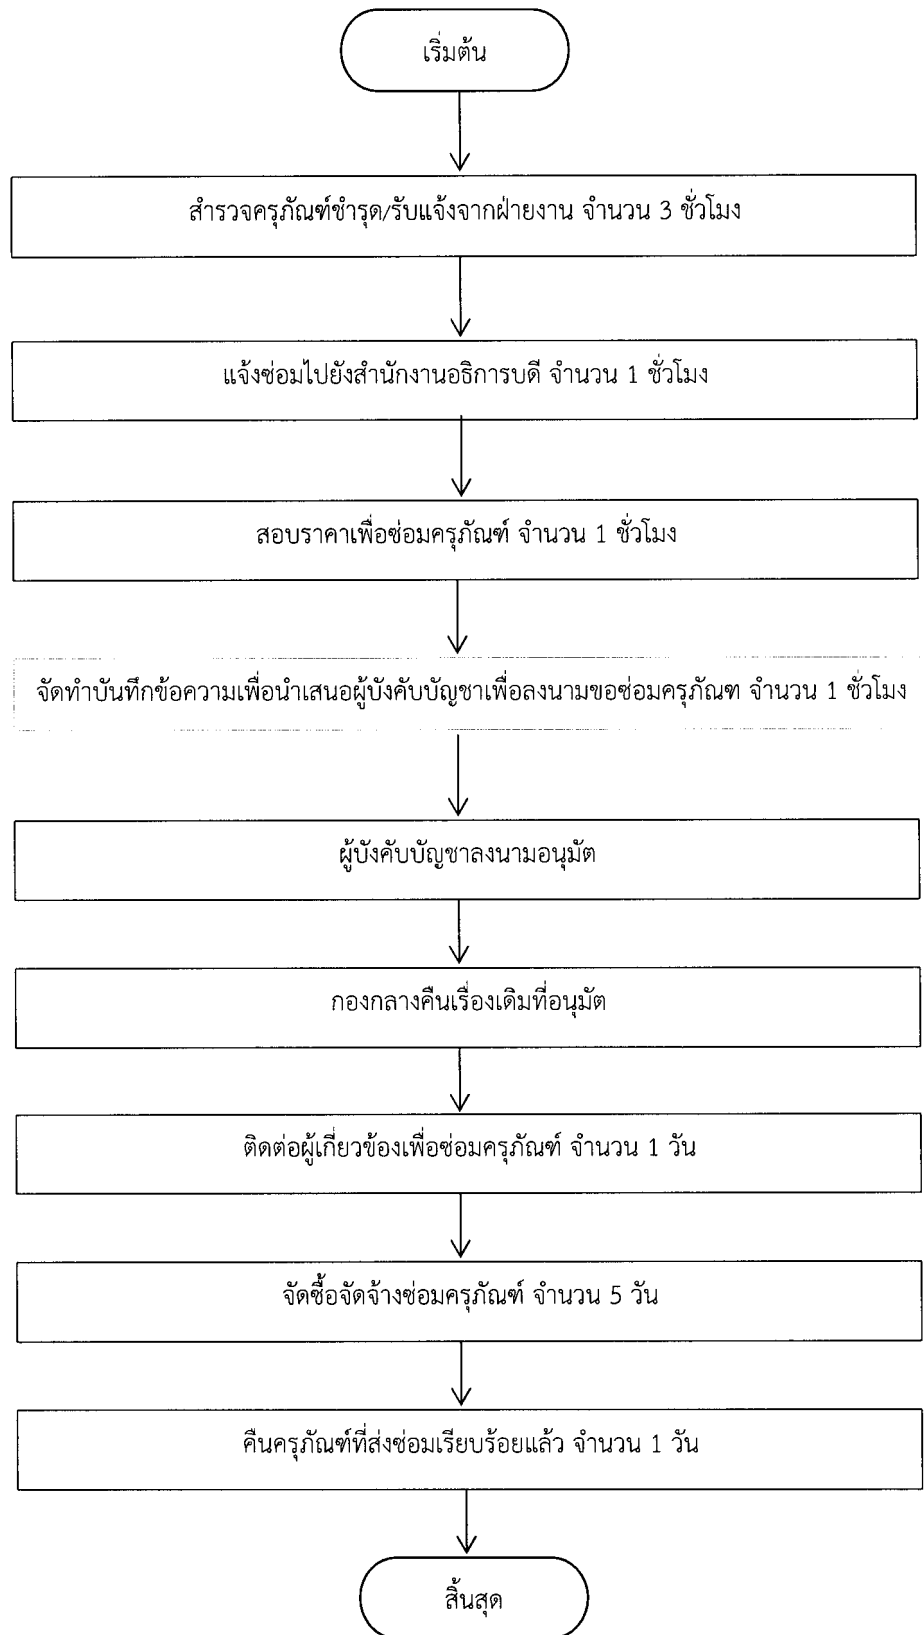 เริ่มต้น
สำรวจครุภัณฑ์ชำรุด/รับแจ้งจากฝ่ายงาน จำนวน 3 ชั่วโมง
แจ้งซ่อมไปยังสำนักงานอธิการบดี จำนวน 1 ชั่วโมง
สอบราคาเพื่อซ่อมครุภัณฑ์ จำนวน 1 ชั่วโมง
จัดทำบันทึกข้อความเพื่อนำเสนอผู้บังคับบัญชาเพื่อลงนามขอซ่อมครุภัณฑ จำนวน 1 ชั่วโมง
ผู้บังคับบัญชาลงนามอนุมัต
กองกลางคืนเรื่องเดิมที่อนุมัต
ติดต่อผู้เกี่ยวข้องเพื่อซ่อมครุภัณฑ์ จำนวน 1 วัน
จัดซื้อจัดจ้างซ่อมครุภัณฑ์ จำนวน 5 วัน
คืนครุภัณฑ์ที่ส่งซ่อมเรียบร้อยแล้ว จำนวน 1 วัน
สิ้นสุด